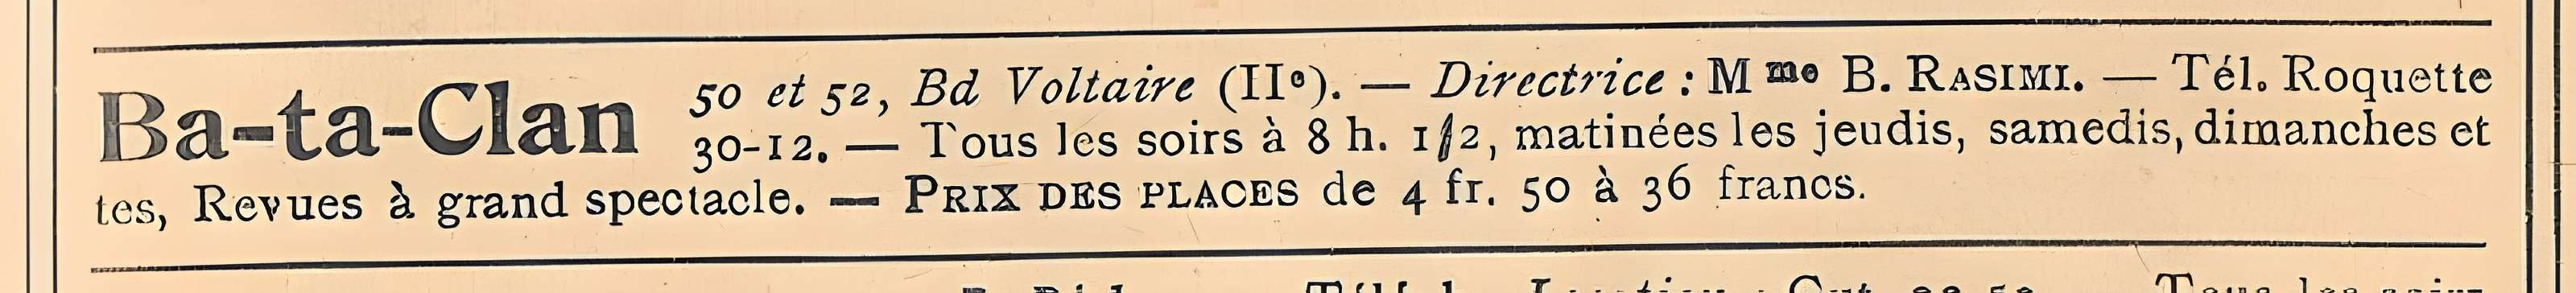 Ba-ta-Clan 50 et 52, Bd Voltaire (IIe). — Directrice : Mme B. RASIMI. — Tél. Roquette
30-12. — Tous les soirs à 8 h. 1/2, matinées les jeudis, samedis, dimanches et
tes, Revues à grand spectacle. — PRIX DES PLACES de 4 fr. 50 à 36 francs.